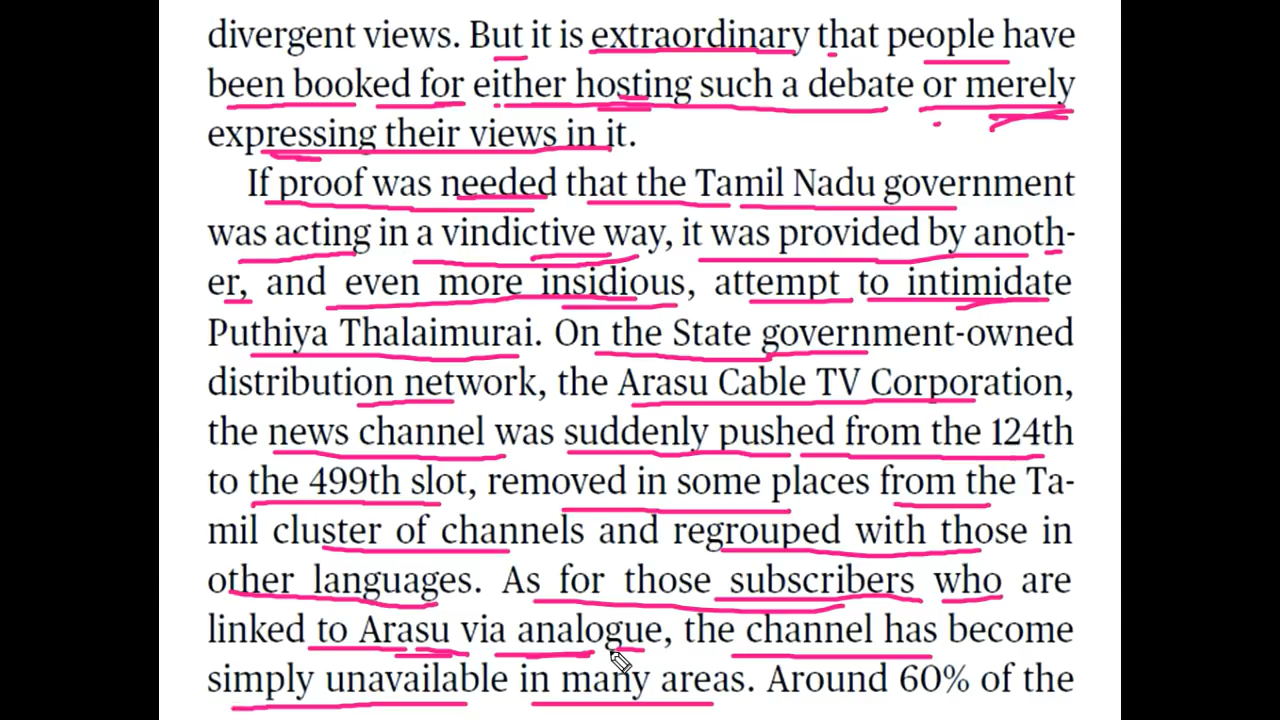 divergent views. But it is extraordinary that people have
been booked for either hosting such a debate or merely
expressing their views in it.
If proof was needed that the Tamil Nadu government
was acting in a vindictive way, it was provided by anoth-
er, and even more insidious, attempt to intimidate
Puthiya Thalaimurai. On the State government-owned
distribution network, the Arasu Cable TV Corporation,
the news channel was suddenly pushed from the 124th
to the 499th slot, removed in some places from the Ta-
mil cluster of channels and regrouped with those in
other languages. As for those subscribers who are
linked to Arasu via analogue, the channel has become
simply unavailable in many areas. Around 60% of the